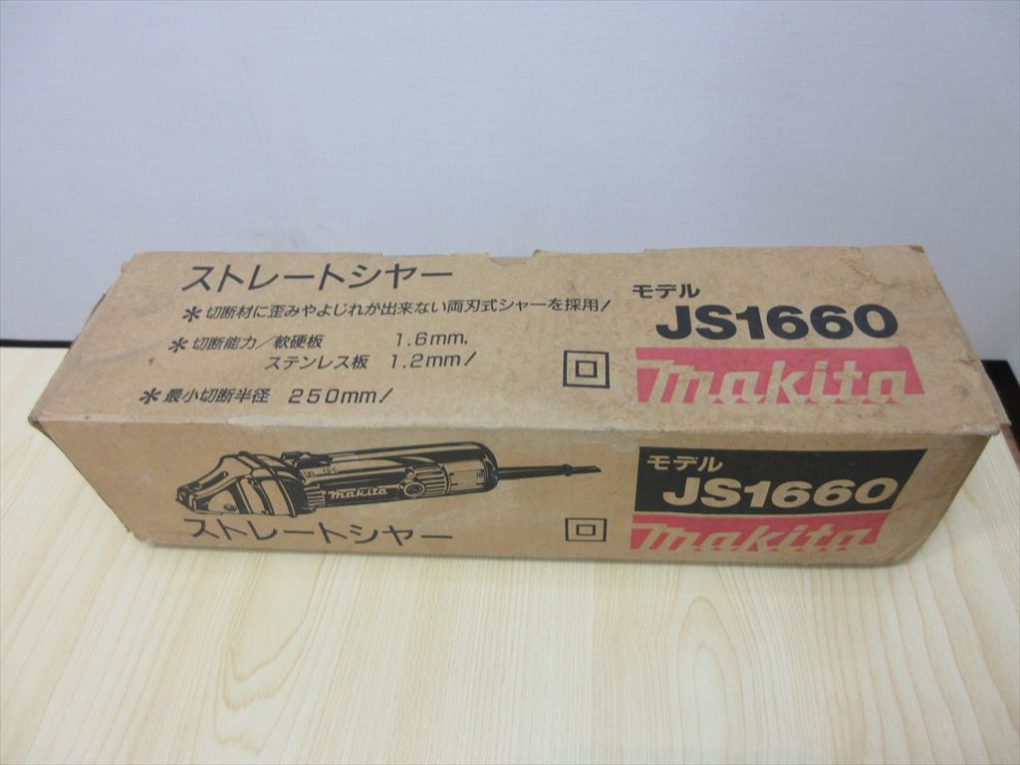 ストレートシヤー
＊切断材に歪みやよじれが出来ない両刃式シャーを採用！
＊切断能力／軟硬板 1.6mm,
ステンレス板 1.2mm！
＊最小切断半径 250mm！
モデル
JS1660
makita
makita
ストレートシヤー
モデル
JS1660
makita